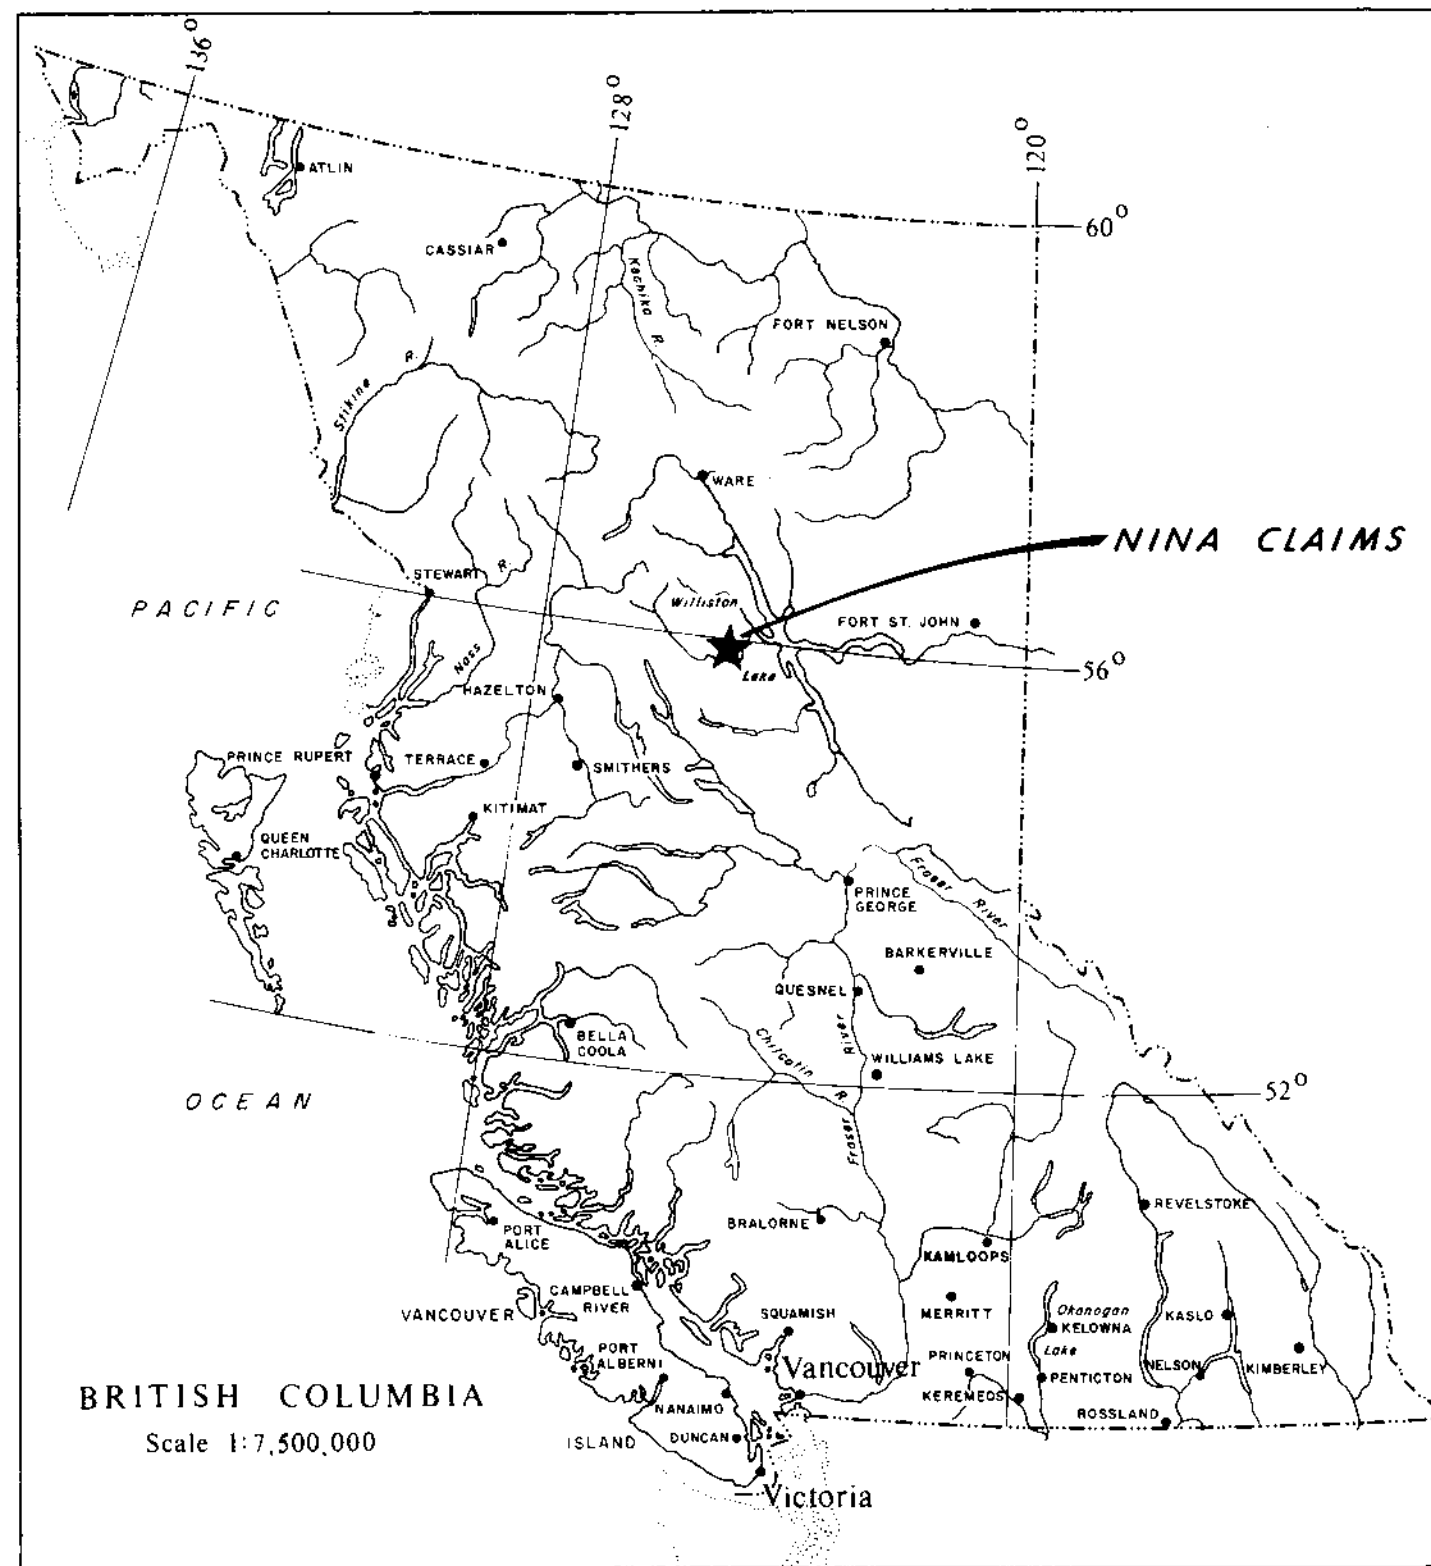 136°
128°
120°
ATLIN
60°
CASSIAR
Kechika R.
FORT NELSON
Stikine R.
WARE
NINA CLAIMS
STEWART
Nass R.
PACIFIC
Williston
FORT ST. JOHN
56°
Lake
HAZELTON
PRINCE RUPERT
TERRACE
SMITHERS
KITIMAT
QUEEN
CHARLOTTE
PRINCE
GEORGE
Fraser River
BARKERVILLE
QUESNEL
BELLA
COOLA
Chilcotin R.
Fraser River
WILLIAMS LAKE
OCEAN
52°
REVELSTOKE
PORT
ALICE
BRALORNE
KAMLOOPS
CAMPBELL
RIVER
VANCOUVER
SQUAMISH
MERRITT
Okanogan
KELOWNA
Lake
KASLO
PORT
ALBERNI
Vancouver
PRINCETON
PENTICTON
NELSON
KIMBERLEY
KEREMEOS
BRITISH COLUMBIA
NANAIMO
ROSSLAND
Scale 1:7,500,000
ISLAND
DUNCAN
Victoria